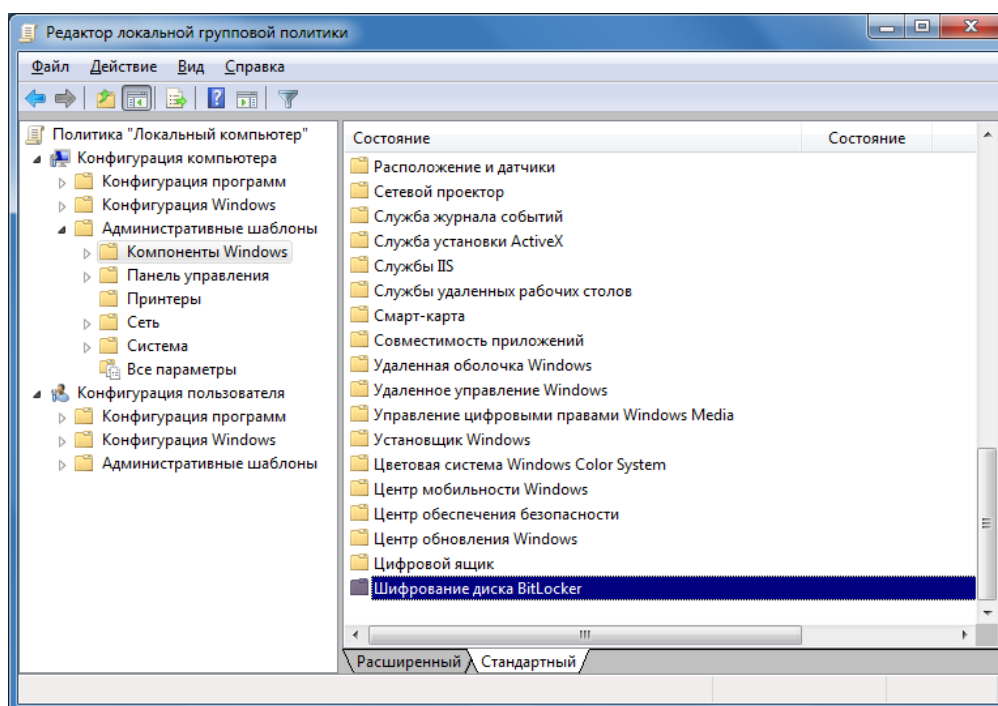 Редактор локальной групповой политики
Файл Действие Вид Справка
Политика "Локальный компьютер"
Конфигурация компьютера
Конфигурация программ
Конфигурация Windows
Административные шаблоны
Компоненты Windows
Панель управления
Принтеры
Сеть
Система
Все параметры
Конфигурация пользователя
Конфигурация программ
Конфигурация Windows
Административные шаблоны
Состояние Состояние
Расположение и датчики
Сетевой проектор
Служба журнала событий
Служба установки ActiveX
Службы IIS
Службы удаленных рабочих столов
Смарт-карта
Совместимость приложений
Удаленная оболочка Windows
Удаленное управление Windows
Управление цифровыми правами Windows Media
Установщик Windows
Цветовая система Windows Color System
Центр мобильности Windows
Центр обеспечения безопасности
Центр обновления Windows
Цифровой ящик
Шифрование диска BitLocker
Расширенный Стандартный